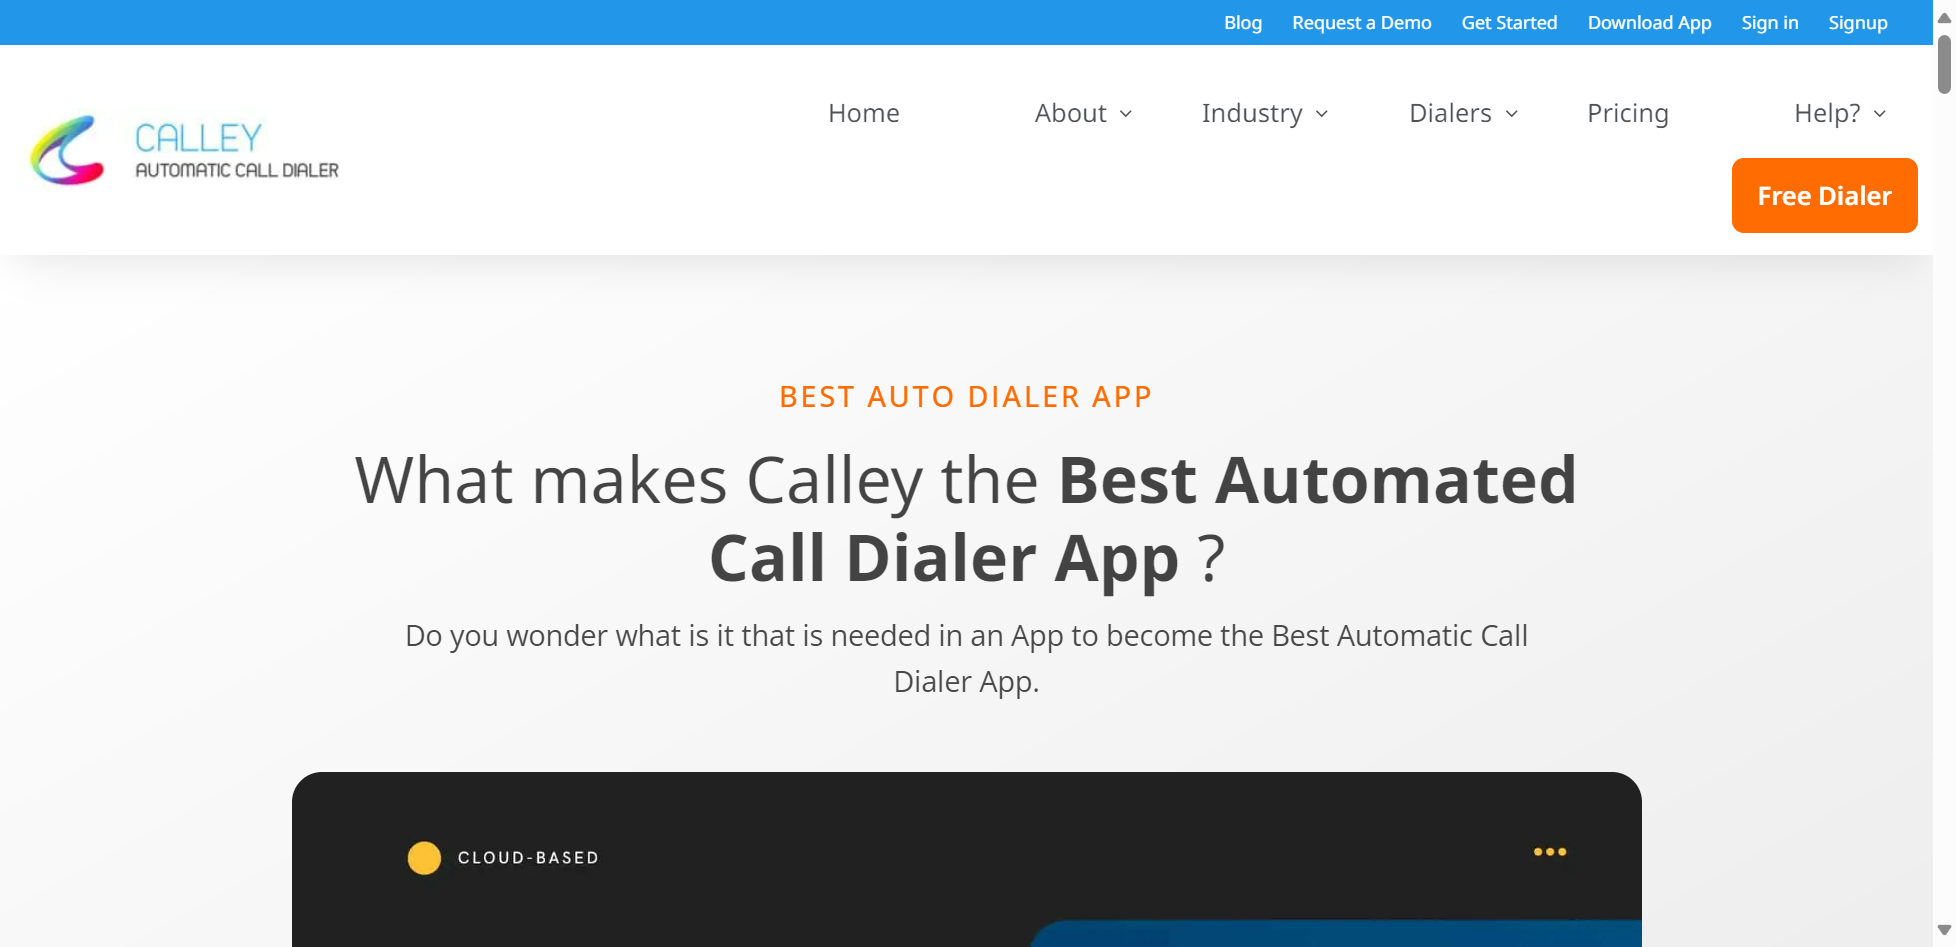 Blog Request a Demo Get Started Download App Sign in Signup
CALLEY
AUTOMATIC CALL DIALER
Home About Industry Dialers Pricing Help?
Free Dialer
BEST AUTO DIALER APP
What makes Calley the Best Automated
Call Dialer App ?
Do you wonder what is it that is needed in an App to become the Best Automatic Call
Dialer App.
CLOUD-BASED